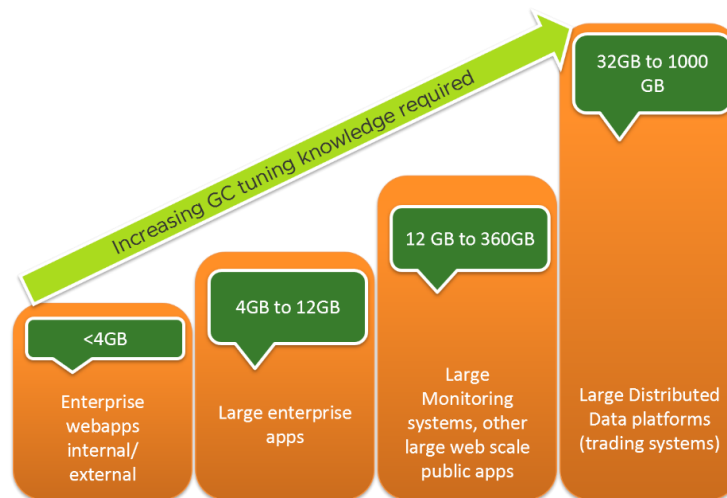 Increasing GC tuning knowledge required
<4GB
Enterprise
webapps
internal/
external
4GB to 12GB
Large enterprise
apps
12 GB to 360GB
Large
Monitoring
systems, other
large web scale
public apps
32GB to 1000
GB
Large Distributed
Data platforms
(trading systems)